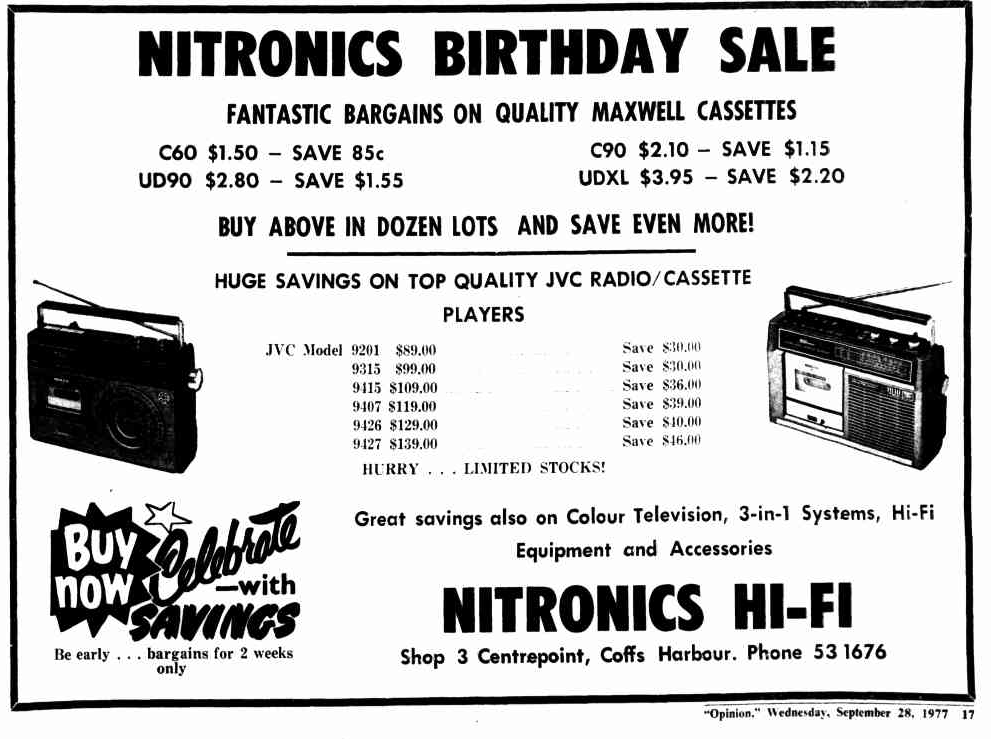 NITRONICS BIRTHDAY SALE
FANTASTIC BARGAINS ON QUALITY MAXWELL CASSETTES
C60 $1.50 – SAVE 85c
C90 $2.10 – SAVE $1.15
UD90 $2.80 – SAVE $1.55
UDXL $3.95 – SAVE $2.20
BUY ABOVE IN DOZEN LOTS AND SAVE EVEN MORE!
HUGE SAVINGS ON TOP QUALITY JVC RADIO/CASSETTE
PLAYERS
JVC Model 9201 $89.00 Save $30.00
9315 $99.00 Save $30.00
9415 $109.00 Save $36.00
9407 $119.00 Save $39.00
9426 $129.00 Save $40.00
9427 $139.00 Save $46.00
HURRY . . . LIMITED STOCKS!
BUY
now
Celebrate
–with
SAVINGS
Be early . . . bargains for 2 weeks
only
Great savings also on Colour Television, 3-in-1 Systems, Hi-Fi
Equipment and Accessories
NITRONICS HI-FI
Shop 3 Centrepoint, Coffs Harbour. Phone 53 1676
"Opinion." Wednesday, September 28, 1977 17